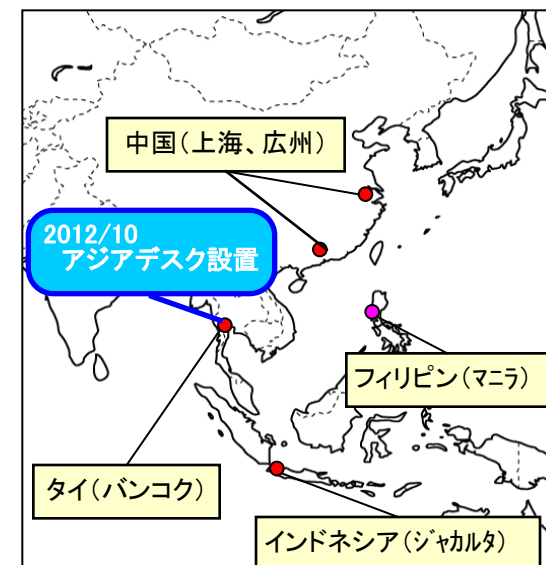 中国（上海、広州）
2012/10
アジアデスク設置
フィリピン（マニラ）
タイ（バンコク）
インドネシア（ジャカルタ）